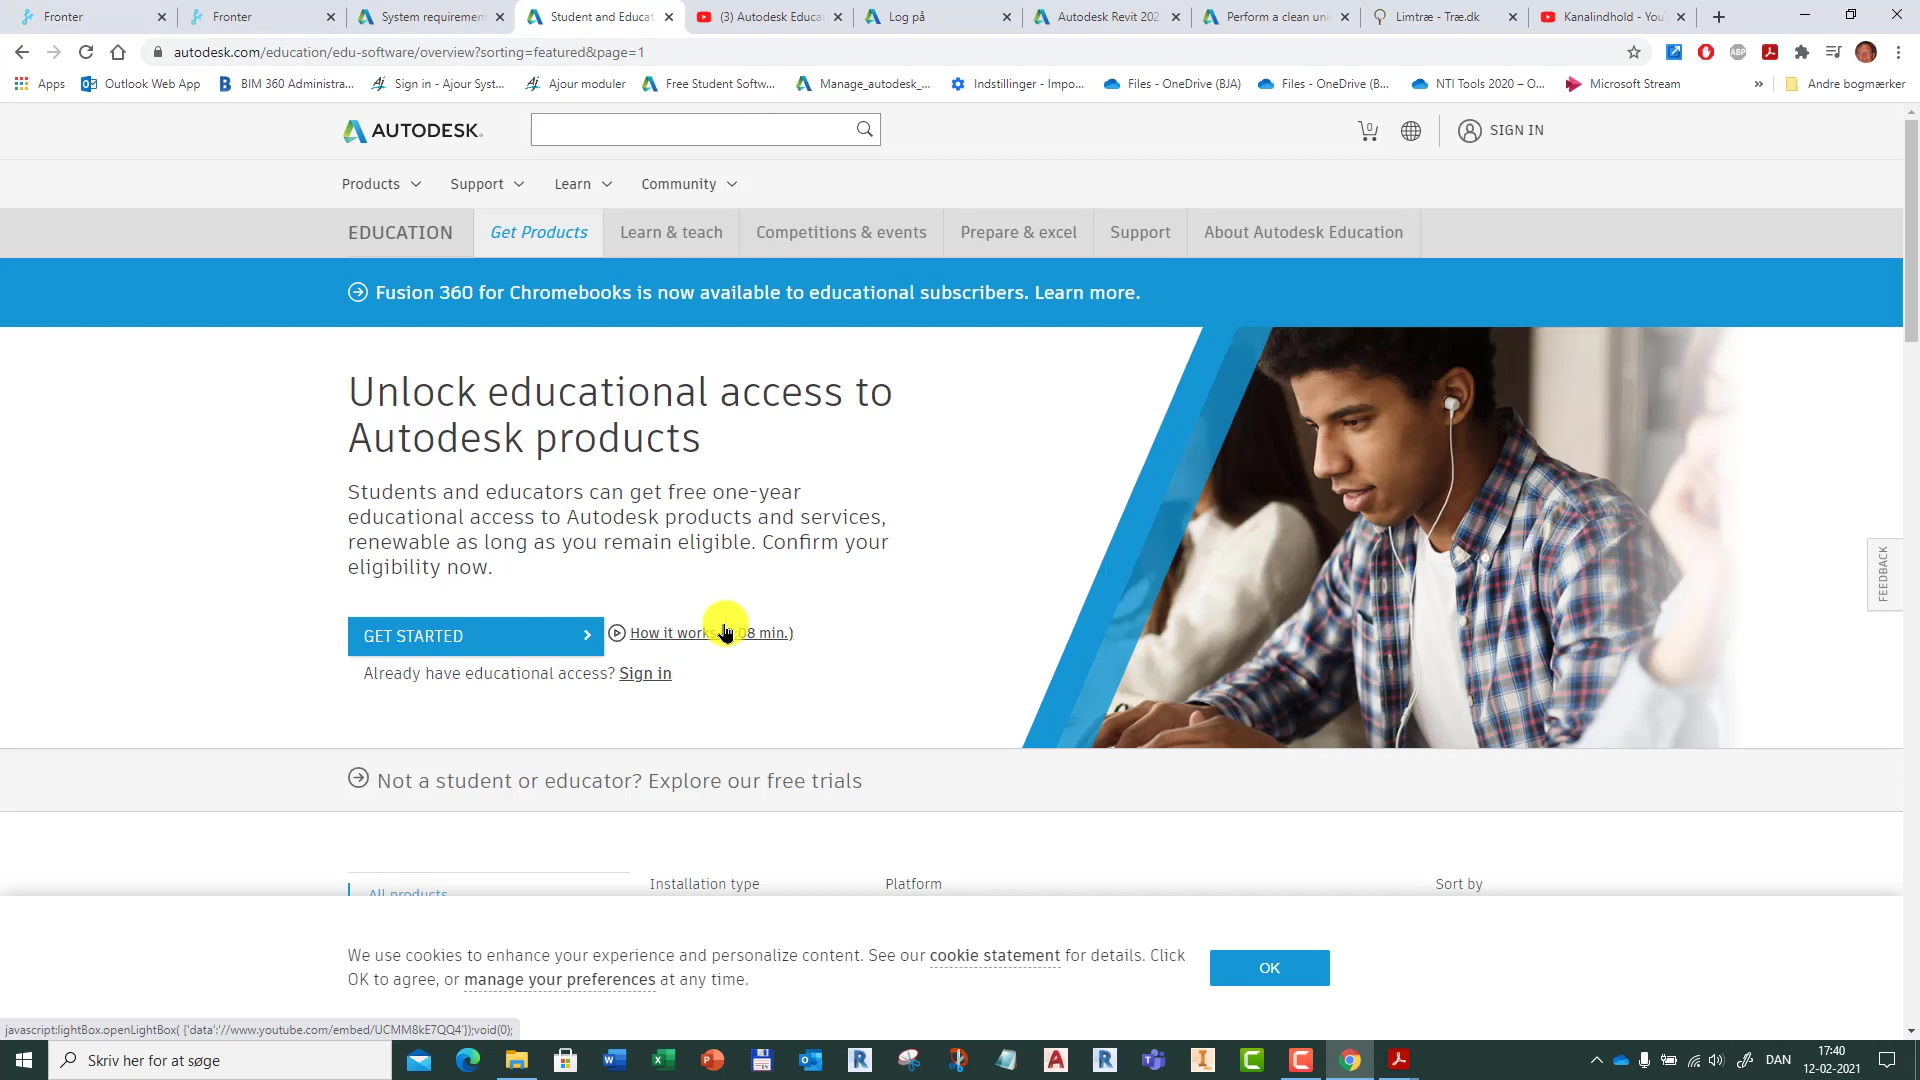 Fronter
Fronter
System requirement
Student and Educat
(3) Autodesk Educa
Log på
Autodesk Revit 202
Perform a clean uni
Limtræ - Træ.dk
Kanalindhold - You
autodesk.com/education/edu-software/overview?sorting=featured&page=1
Apps
Outlook Web App
BIM 360 Administra...
Sign in - Ajour Syst...
Ajour moduler
Free Student Softw...
Manage_autodesk_...
Indstillinger - Impo...
Files - OneDrive (BJA)
Files - OneDrive (B...
NTI Tools 2020 – O...
Microsoft Stream
»
Andre bogmærker
AUTODESK.
0
SIGN IN
Products
Support
Learn
Community
EDUCATION
Get Products
Learn & teach
Competitions & events
Prepare & excel
Support
About Autodesk Education
Fusion 360 for Chromebooks is now available to educational subscribers. Learn more.
Unlock educational access to
Autodesk products
Students and educators can get free one-year
educational access to Autodesk products and services,
renewable as long as you remain eligible. Confirm your
eligibility now.
GET STARTED
How it works 08 min.)
Already have educational access? Sign in
FEEDBACK
Not a student or educator? Explore our free trials
All products
Installation type
Platform
Sort by
We use cookies to enhance your experience and personalize content. See our cookie statement for details. Click
OK to agree, or manage your preferences at any time.
OK
javascript:lightBox.openLightBox( {'data':'//www.youtube.com/embed/UCMM8kE7QQ4'});void(0);
Skriv her for at søge
DAN
17:40
12-02-2021